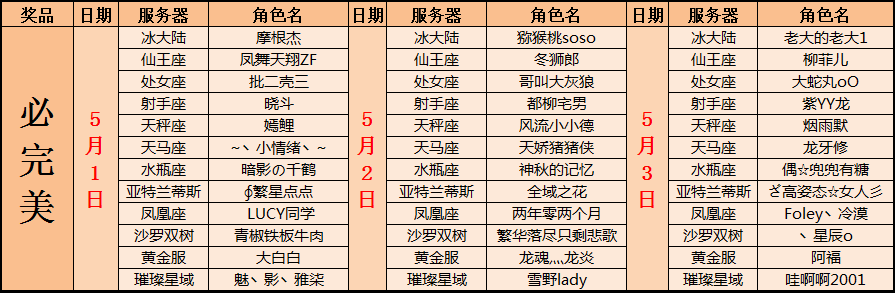 奖品 日期 服务器 角色名 日期 服务器 角色名 日期 服务器 角色名
必完美
5月1日
5月2日
5月3日
冰大陆 摩根杰 冰大陆 猕猴桃soso 冰大陆 老大的老大1
仙王座 凤舞天翔ZF 仙王座 冬狮郎 仙王座 柳菲儿
处女座 批二壳三 处女座 哥叫大灰狼 处女座 大蛇丸oO
射手座 晓斗 射手座 都柳宅男 射手座 紫YY龙
天秤座 嫣鲤 天秤座 风流小小德 天秤座 烟雨默
天马座 ~丶小情绪丶~ 天马座 天娇猪猪侠 天马座 龙牙修
水瓶座 暗影の千鹤 水瓶座 神秋的记忆 水瓶座 偶☆兜兜有糖
亚特兰蒂斯 ∮繁星点点 亚特兰蒂斯 全域之花 亚特兰蒂斯 ざ高姿态☆女人彡
凤凰座 LUCY同学 凤凰座 两年零两个月 凤凰座 Foley丶冷漠
沙罗双树 青椒铁板牛肉 沙罗双树 繁华落尽只剩悲歌 沙罗双树 丶星辰o
黄金服 大白白 黄金服 龙魂灬龙炎 黄金服 阿福
璀璨星域 魅丶影丶雅柒 璀璨星域 雪野lady 璀璨星域 哇啊啊2001